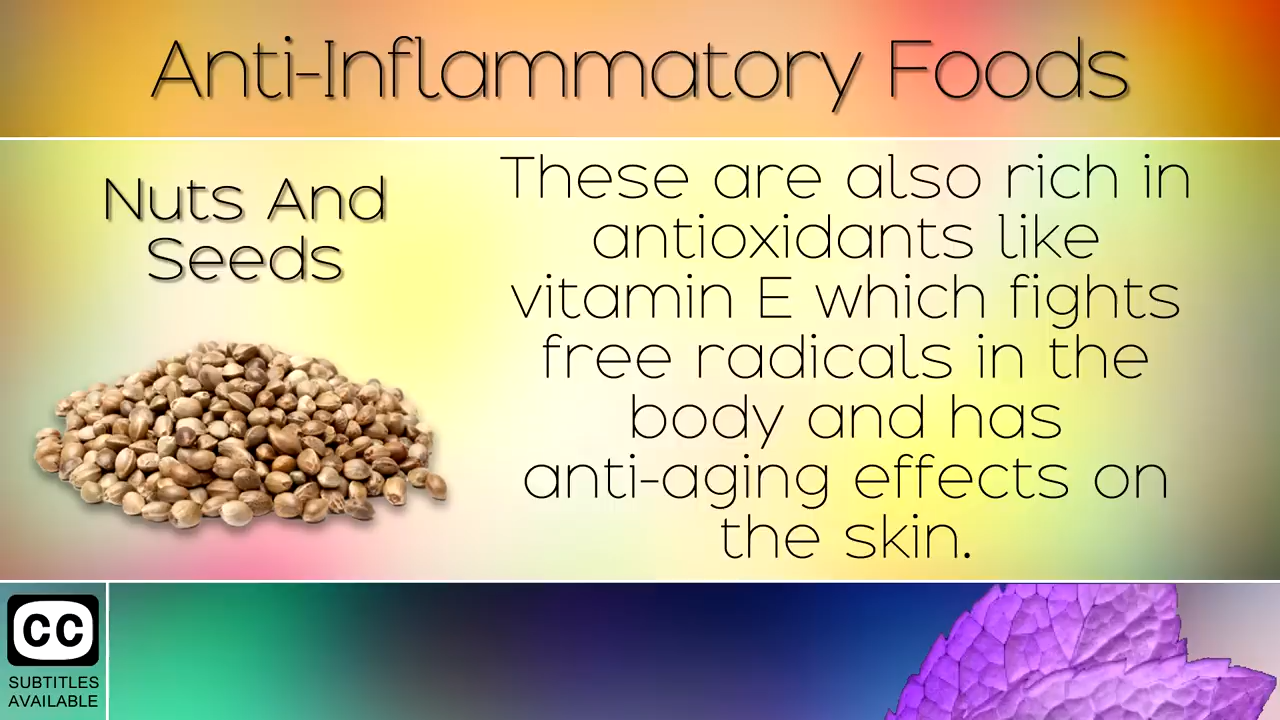 Anti-Inflammatory Foods
Nuts And
Seeds
These are also rich in
antioxidants like
vitamin E which fights
free radicals in the
body and has
anti-aging effects on
the skin.
CC
SUBTITLES
AVAILABLE